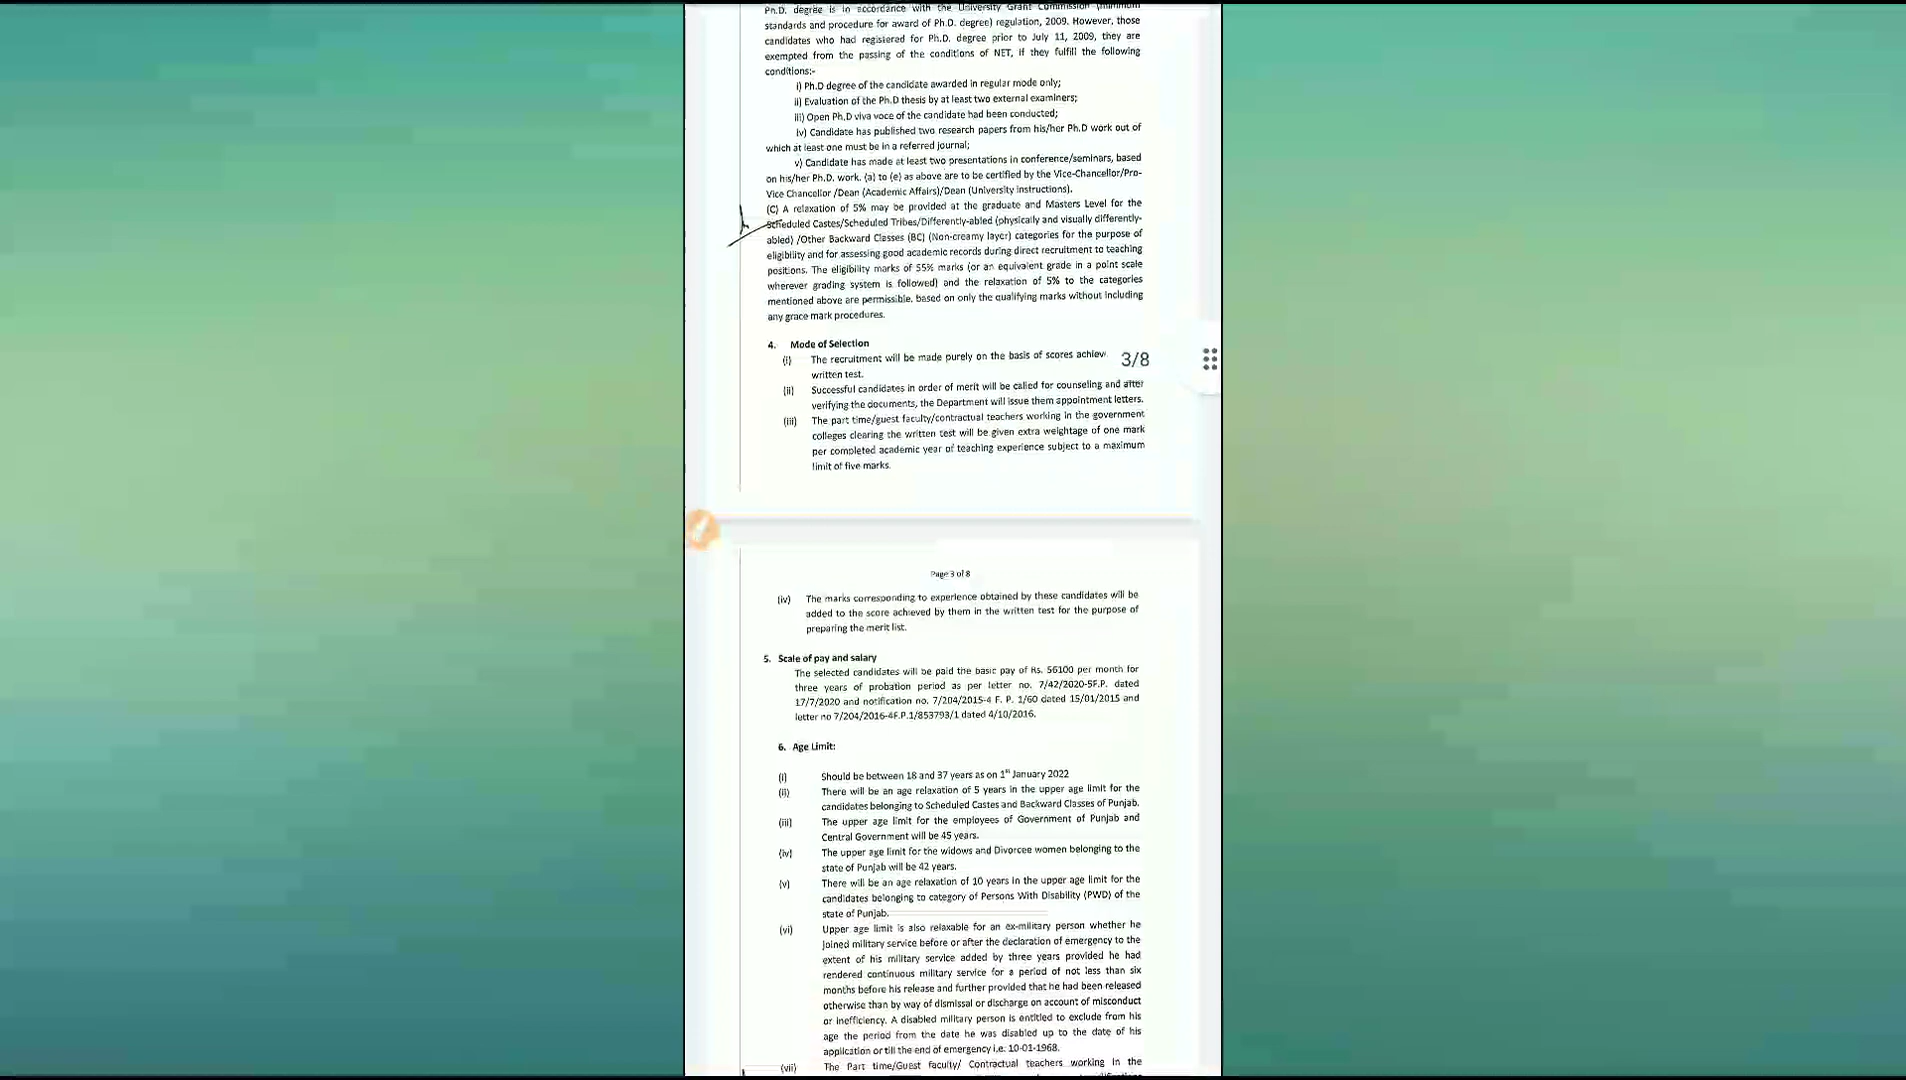 Ph.D. degree is in accordance with the University Grant Commission (minimum
standards and procedure for award of Ph.D. degree) regulation, 2009. However, those
candidates who had registered for Ph.D. degree prior to July 11, 2009, they are
exempted from the passing of the conditions of NET, if they fulfill the following
conditions:-
i) Ph.D degree of the candidate awarded in regular mode only;
ii) Evaluation of the Ph.D thesis by at least two external examiners;
iii) Open Ph.D viva voce of the candidate had been conducted;
iv) Candidate has published two research papers from his/her Ph.D work out of
which at least one must be in a referred journal;
v) Candidate has made at least two presentations in conference/seminars, based
on his/her Ph.D. work. (a) to (e) as above are to be certified by the Vice-Chancellor/Pro-
Vice Chancellor /Dean (Academic Affairs)/Dean (University instructions).
(C) A relaxation of 5% may be provided at the graduate and Masters Level for the
Scheduled Castes/Scheduled Tribes/Differently-abled (physically and visually differently-
abled) /Other Backward Classes (BC) (Non-creamy layer) categories for the purpose of
eligibility and for assessing good academic records during direct recruitment to teaching
positions. The eligibility marks of 55% marks (or an equivalent grade in a point scale
wherever grading system is followed) and the relaxation of 5% to the categories
mentioned above are permissible, based on only the qualifying marks without including
any grace mark procedures.
4. Mode of Selection
(i) The recruitment will be made purely on the basis of scores achiev 3/8
written test.
(ii) Successful candidates in order of merit will be called for counseling and after
verifying the documents, the Department will issue them appointment letters.
(iii) The part time/guest faculty/contractual teachers working in the government
colleges clearing the written test will be given extra weightage of one mark
per completed academic year of teaching experience subject to a maximum
limit of five marks.
Page 3 of 8
(iv) The marks corresponding to experience obtained by these candidates will be
added to the score achieved by them in the written test for the purpose of
preparing the merit list.
5. Scale of pay and salary
The selected candidates will be paid the basic pay of Rs. 56100 per month for
three years of probation period as per letter no. 7/42/2020-5F.P. dated
17/7/2020 and notification no. 7/204/2015-4 F. P. 1/60 dated 15/01/2015 and
letter no 7/204/2016-4F.P.1/853793/1 dated 4/10/2016.
6. Age Limit:
(i) Should be between 18 and 37 years as on 1st January 2022
(ii) There will be an age relaxation of 5 years in the upper age limit for the
candidates belonging to Scheduled Castes and Backward Classes of Punjab.
(iii) The upper age limit for the employees of Government of Punjab and
Central Government will be 45 years.
(iv) The upper age limit for the widows and Divorcee women belonging to the
state of Punjab will be 42 years.
(v) There will be an age relaxation of 10 years in the upper age limit for the
candidates belonging to category of Persons With Disability (PWD) of the
state of Punjab.
(vi) Upper age limit is also relaxable for an ex-military person whether he
joined military service before or after the declaration of emergency to the
extent of his military service added by three years provided he had
rendered continuous military service for a period of not less than six
months before his release and further provided that he had been released
otherwise than by way of dismissal or discharge on account of misconduct
or inefficiency. A disabled military person is entitled to exclude from his
age the period from the date he was disabled up to the date of his
application or till the end of emergency i.e: 10-01-1968.
(vii) The Part time/Guest faculty/ Contractual teachers working in the